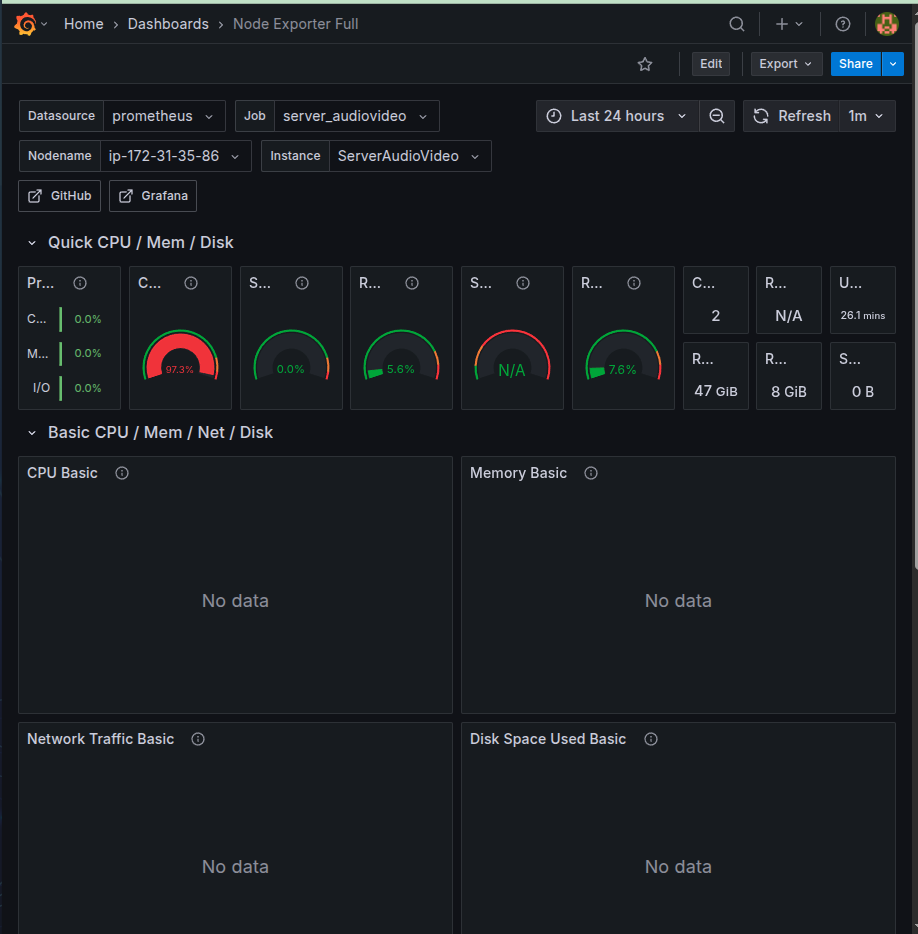 Home > Dashboards > Node Exporter Full
Edit Export Share
Datasource prometheus Job server_audiovideo Last 24 hours Refresh 1m
Nodename ip-172-31-35-86 Instance ServerAudioVideo
GitHub Grafana
Quick CPU / Mem / Disk
Pr... C... S... R... S... R... C... R... U...
C... 0.0%
M... 0.0%
I/O 0.0%
97.3% 0.0% 5.6% N/A 7.6%
2 N/A 26.1 mins
R... R... S...
47 GiB 8 GiB 0 B
Basic CPU / Mem / Net / Disk
CPU Basic Memory Basic
No data No data
Network Traffic Basic Disk Space Used Basic
No data No data